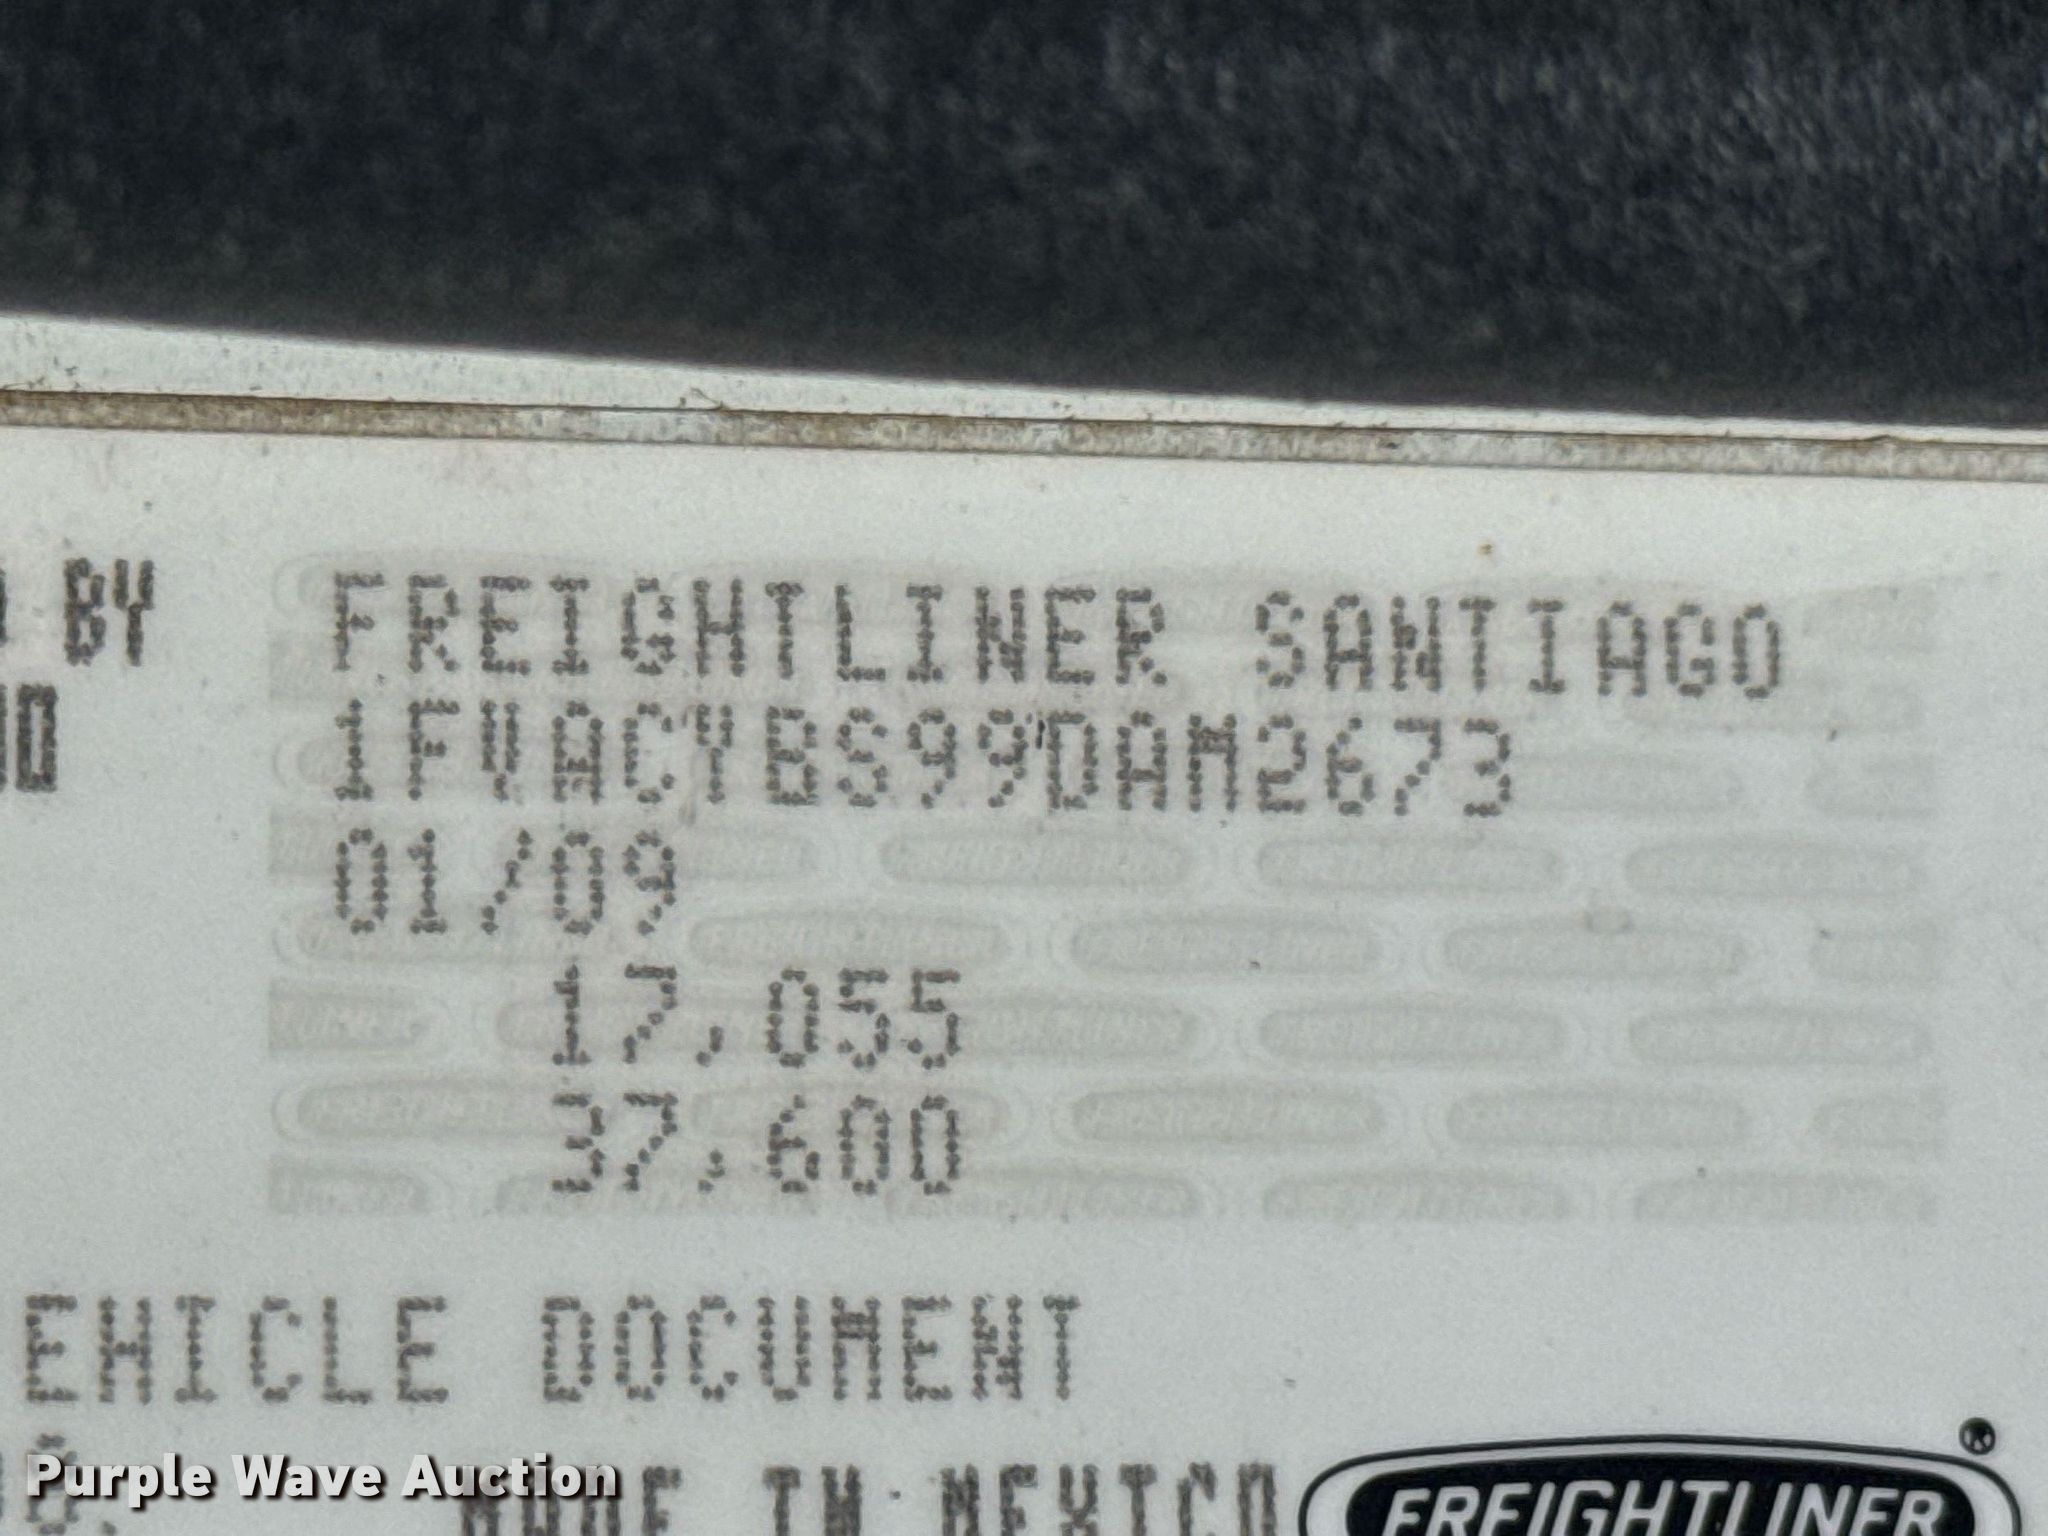 BY FREIGHTLINER SANTIAGO
1FVACYBS99DAM2673
01/09
17,055
37,600
EHICLE DOCUMENT
MADE IN MEXICO
FREIGHTLINER ®
Purple Wave Auction